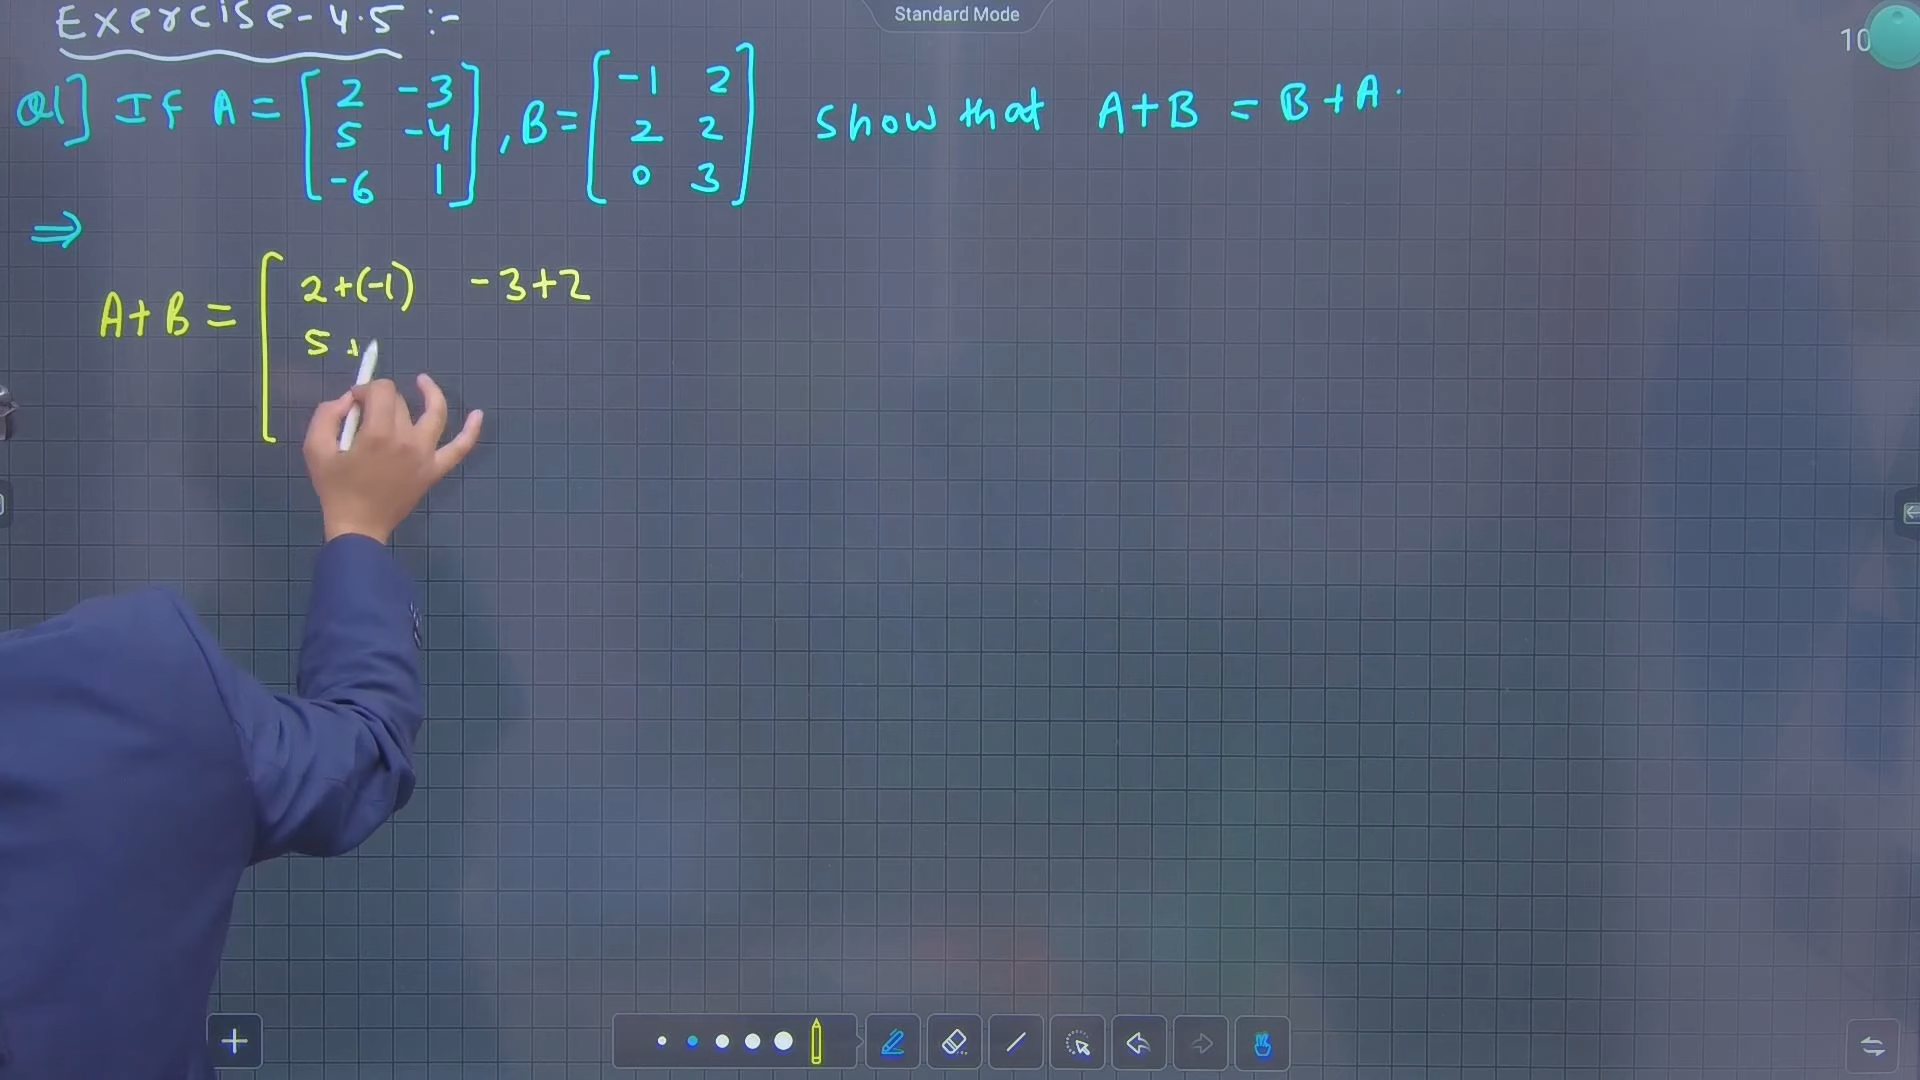 Standard Mode
10
Exercise-4.5 :-
Q1] If A = [2 -3 5 -4 -6 1], B = [-1 2 2 2 0 3] show that A+B = B+A.
⇒
A+B = [2+(-1) -3+2
5 +